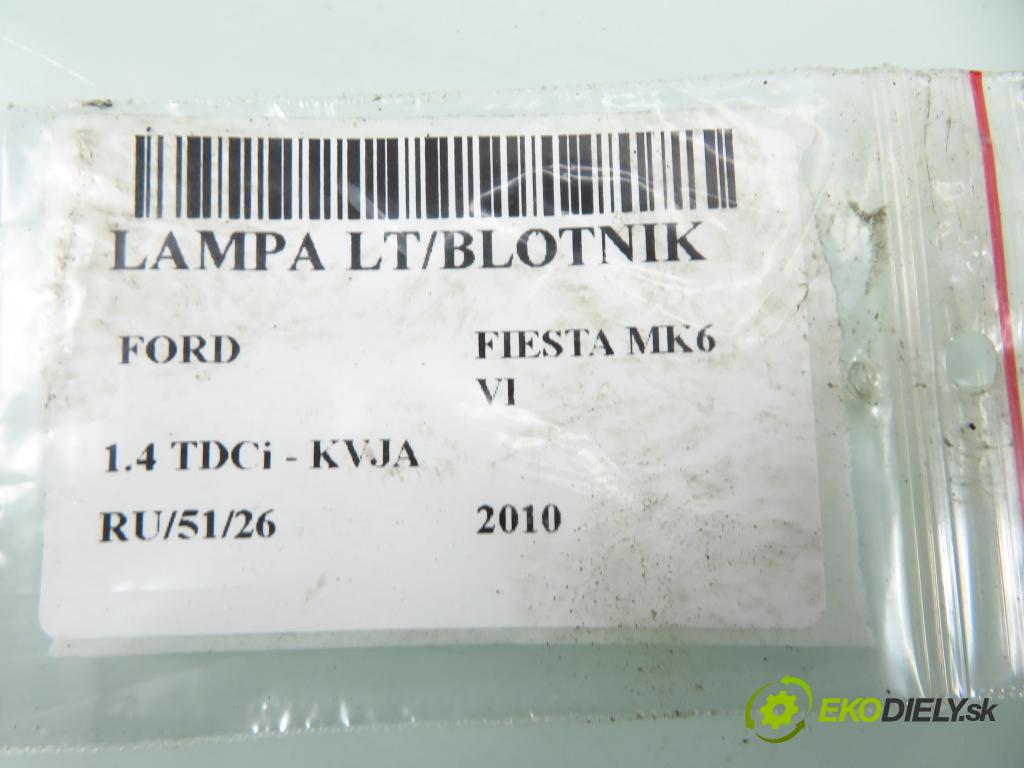 LAMPA LT/BLOTNIK
FORD FIESTA MK6
VI
1.4 TDCi - KVJA
RU/51/26 2010
EKODIELY.sk